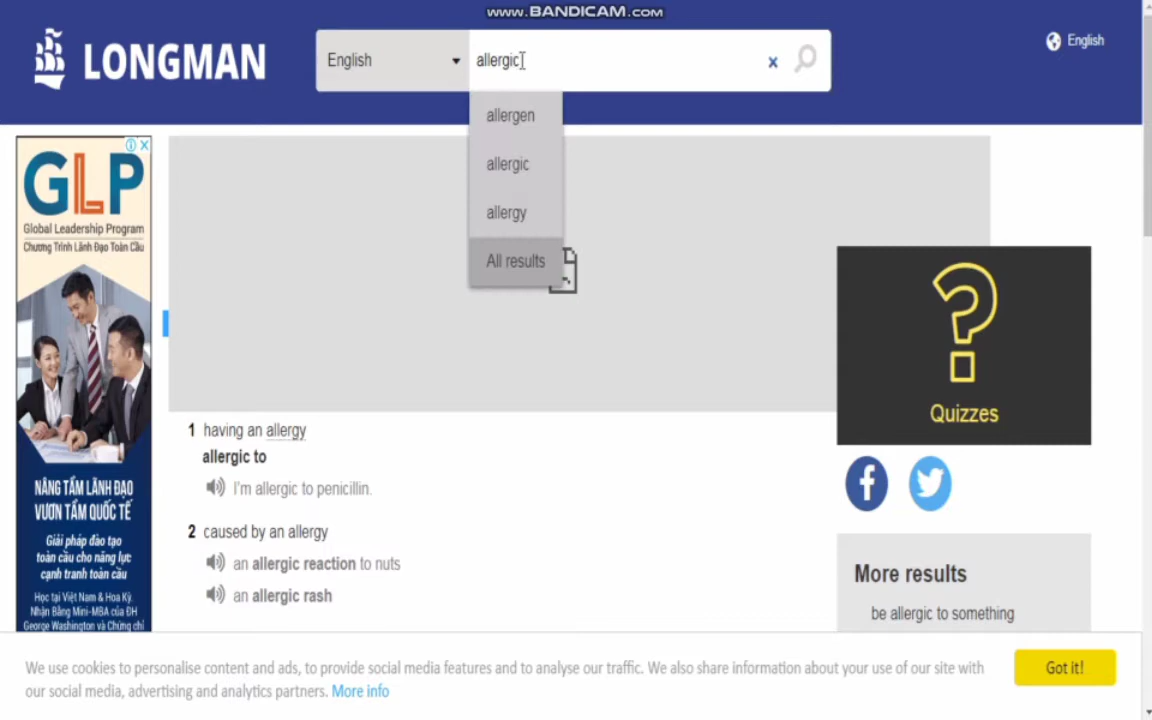 www.BANDICAM.com
LONGMAN
English
allergic
x
English
allergen
allergic
allergy
All results
GLP
Global Leadership Program
Chương Trình Lãnh Đạo Toàn Cầu
NÂNG TẦM LÃNH ĐẠO
VƯƠN TẦM QUỐC TẾ
Giải pháp đào tạo
toàn cầu cho năng lực
cạnh tranh toàn cầu
Học tại Việt Nam & Hoa Kỳ.
Nhận Bằng Mini-MBA của ĐH
George Washington và Chứng chỉ
1 having an allergy
allergic to
I'm allergic to penicillin.
2 caused by an allergy
an allergic reaction to nuts
an allergic rash
?
Quizzes
More results
be allergic to something
We use cookies to personalise content and ads, to provide social media features and to analyse our traffic. We also share information about your use of our site with
our social media, advertising and analytics partners. More info
Got it!